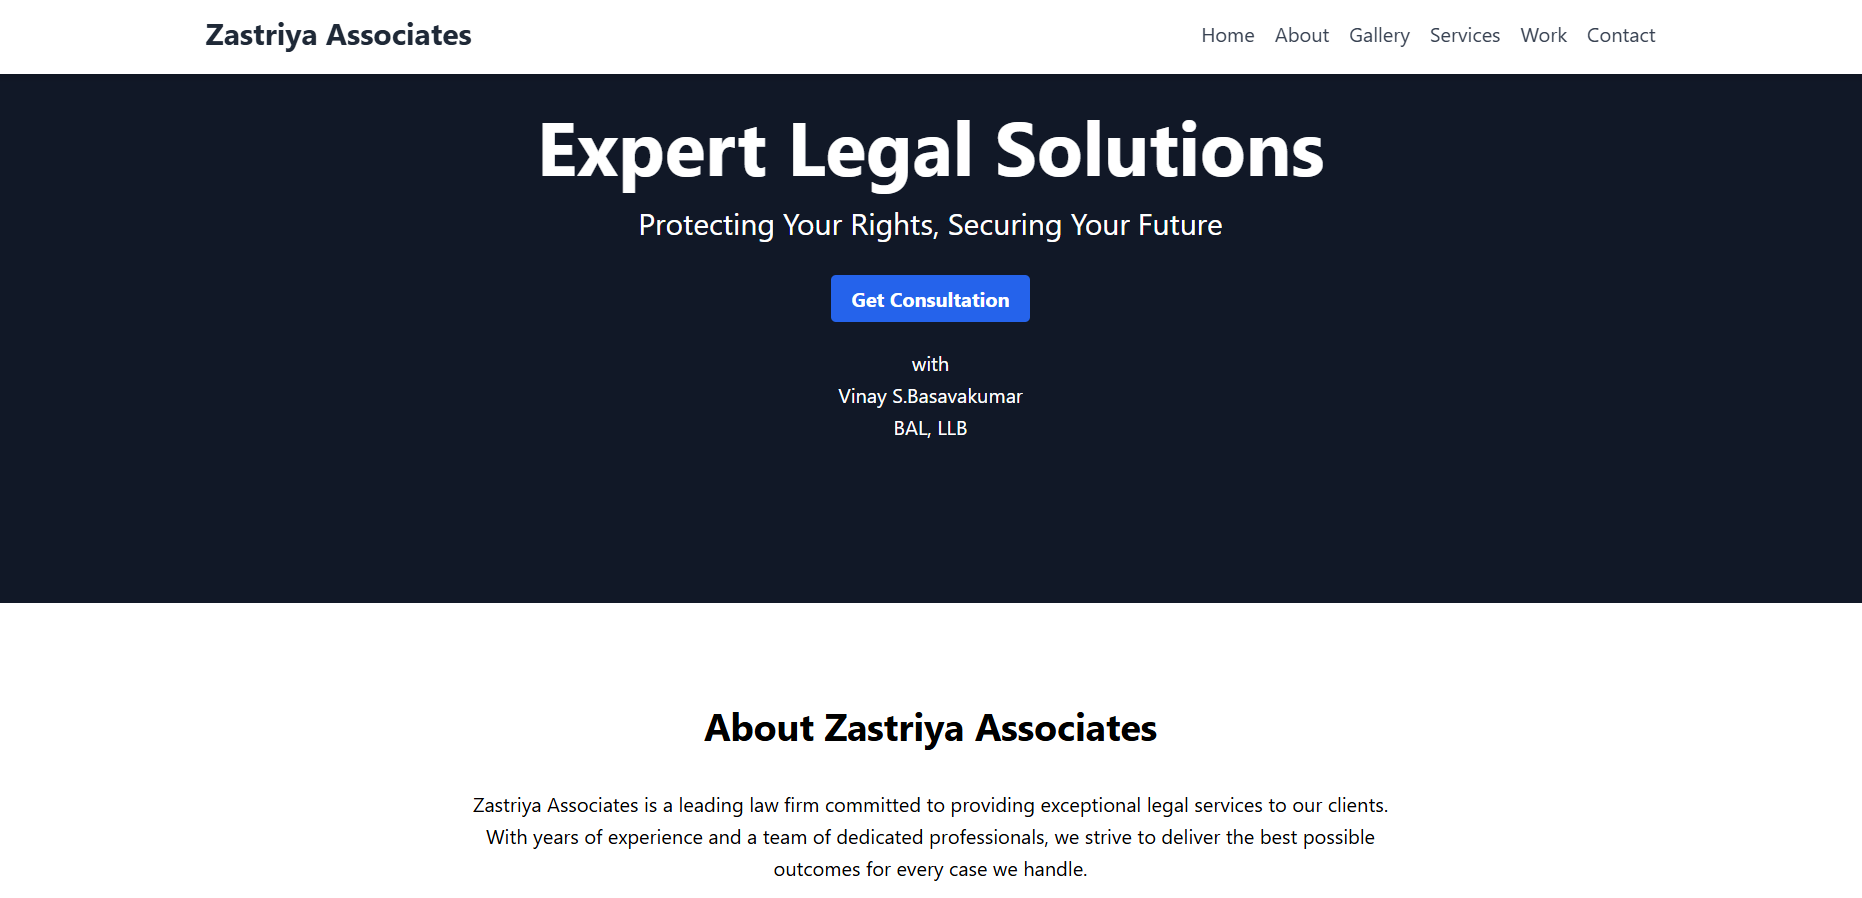 Zastriya Associates
Home About Gallery Services Work Contact
Expert Legal Solutions
Protecting Your Rights, Securing Your Future
Get Consultation
with
Vinay S.Basavakumar
BAL, LLB
About Zastriya Associates
Zastriya Associates is a leading law firm committed to providing exceptional legal services to our clients.
With years of experience and a team of dedicated professionals, we strive to deliver the best possible
outcomes for every case we handle.